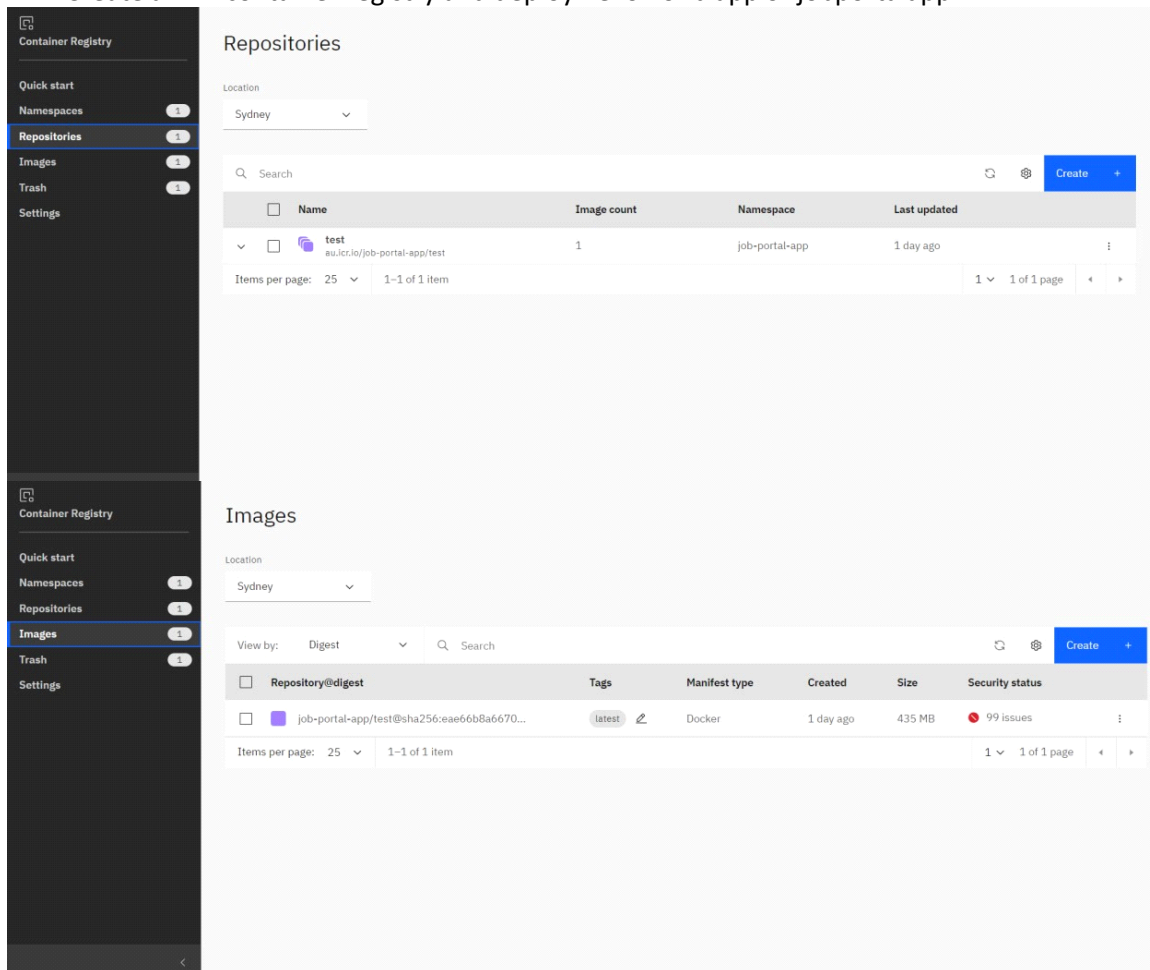 Container Registry
Quick start
Namespaces 1
Repositories 1
Images 1
Trash 1
Settings
Repositories
Location
Sydney
Search
Create +
Name Image count Namespace Last updated
test 1 job-portal-app 1 day ago
au.icr.io/job-portal-app/test
Items per page: 25 1–1 of 1 item 1 1 of 1 page
Container Registry
Quick start
Namespaces 1
Repositories 1
Images 1
Trash 1
Settings
Images
Location
Sydney
View by: Digest Search Create +
Repository@digest Tags Manifest type Created Size Security status
job-portal-app/test@sha256:eae66b8a6670... latest Docker 1 day ago 435 MB 99 issues
Items per page: 25 1–1 of 1 item 1 1 of 1 page